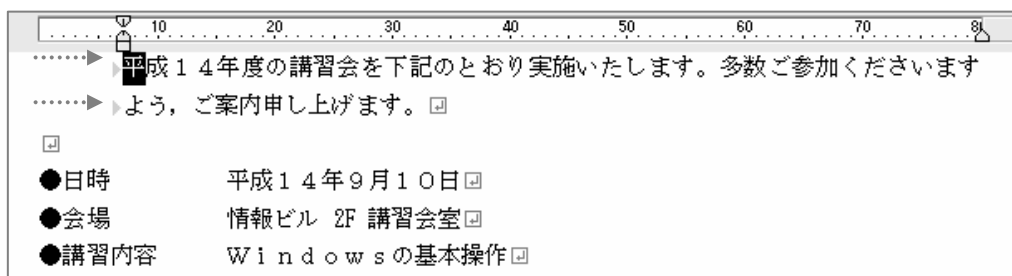 10 20 30 40 50 60 70 8
平成１４年度の講習会を下記のとおり実施いたします。多数ご参加くださいます
よう，ご案内申し上げます。
●日時 平成１４年９月１０日
●会場 情報ビル 2F 講習会室
●講習内容 Ｗｉｎｄｏｗｓの基本操作